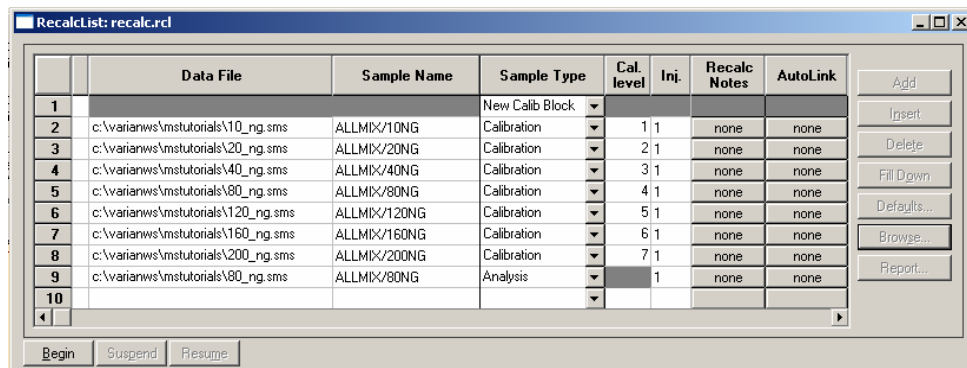 RecalcList: recalc.rcl
Data File Sample Name Sample Type Cal. level Inj. Recalc Notes AutoLink
1 New Calib Block
2 c:\varianws\mstutorials\10_ng.sms ALLMIX/10NG Calibration 1 1 none none
3 c:\varianws\mstutorials\20_ng.sms ALLMIX/20NG Calibration 2 1 none none
4 c:\varianws\mstutorials\40_ng.sms ALLMIX/40NG Calibration 3 1 none none
5 c:\varianws\mstutorials\80_ng.sms ALLMIX/80NG Calibration 4 1 none none
6 c:\varianws\mstutorials\120_ng.sms ALLMIX/120NG Calibration 5 1 none none
7 c:\varianws\mstutorials\160_ng.sms ALLMIX/160NG Calibration 6 1 none none
8 c:\varianws\mstutorials\200_ng.sms ALLMIX/200NG Calibration 7 1 none none
9 c:\varianws\mstutorials\80_ng.sms ALLMIX/80NG Analysis 1 none none
10
Add
Insert
Delete
Fill Down
Defaults...
Browse...
Report...
Begin Suspend Resume